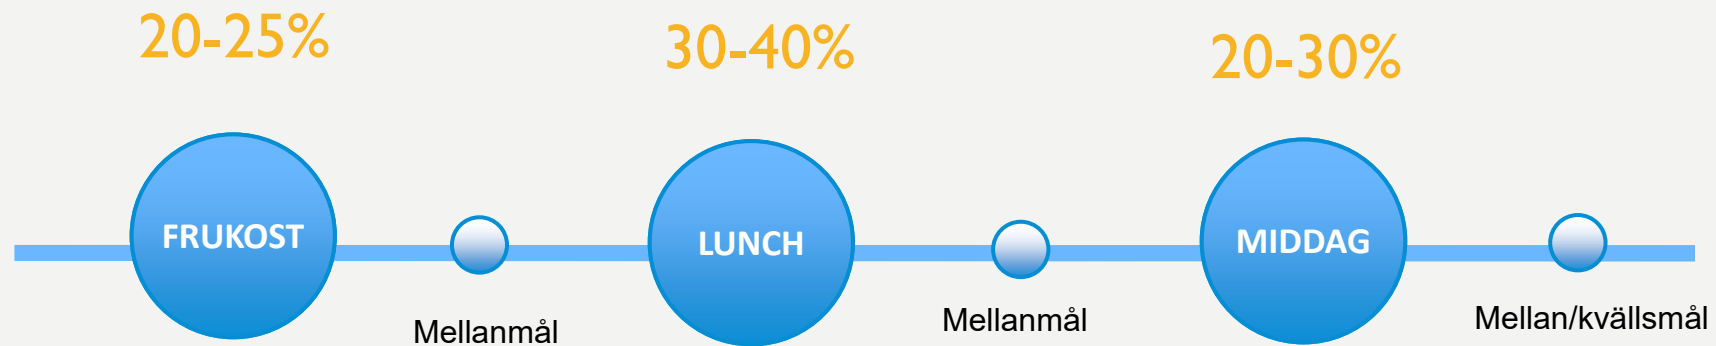 20-25%
30-40%
20-30%
FRUKOST
LUNCH
MIDDAG
Mellanmål
Mellanmål
Mellan/kvällsmål